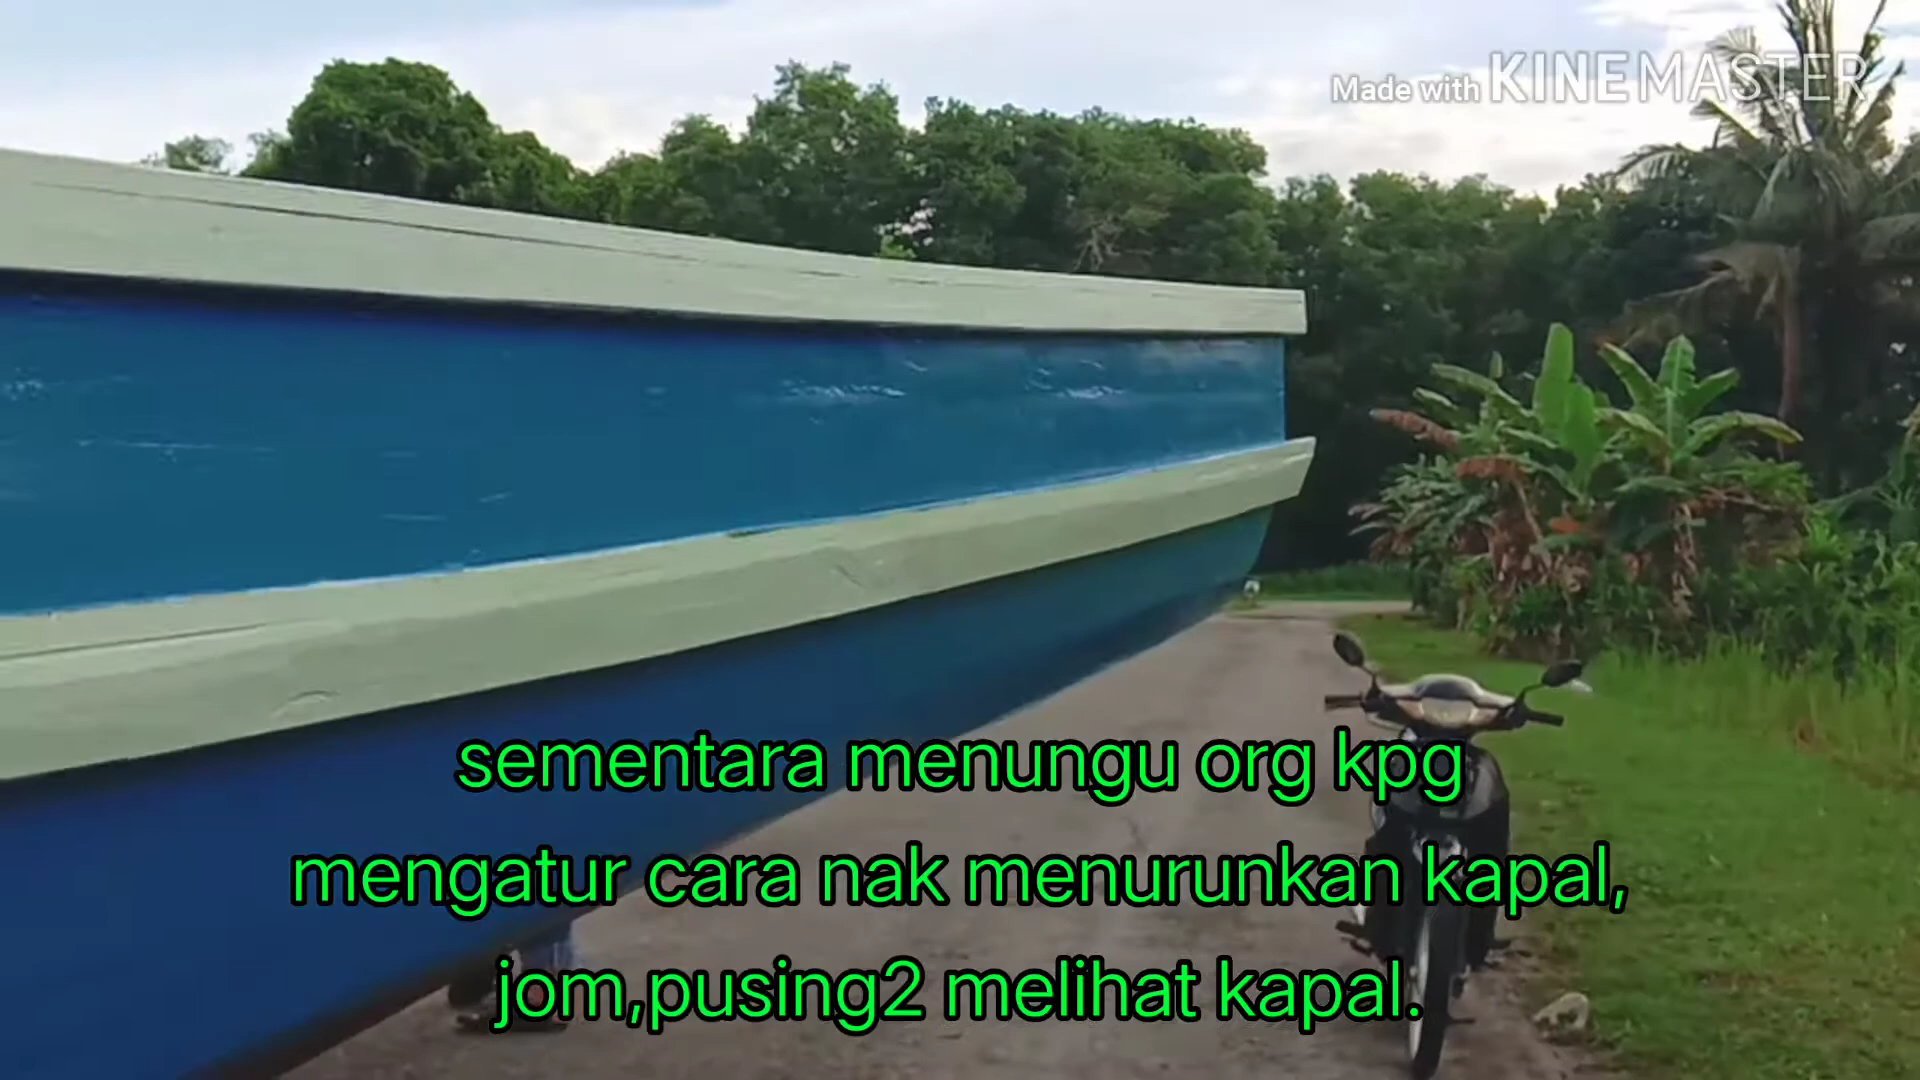 Made with KINEMASTER
sementara menungu org kpg
mengatur cara nak menurunkan kapal,
jom,pusing2 melihat kapal.